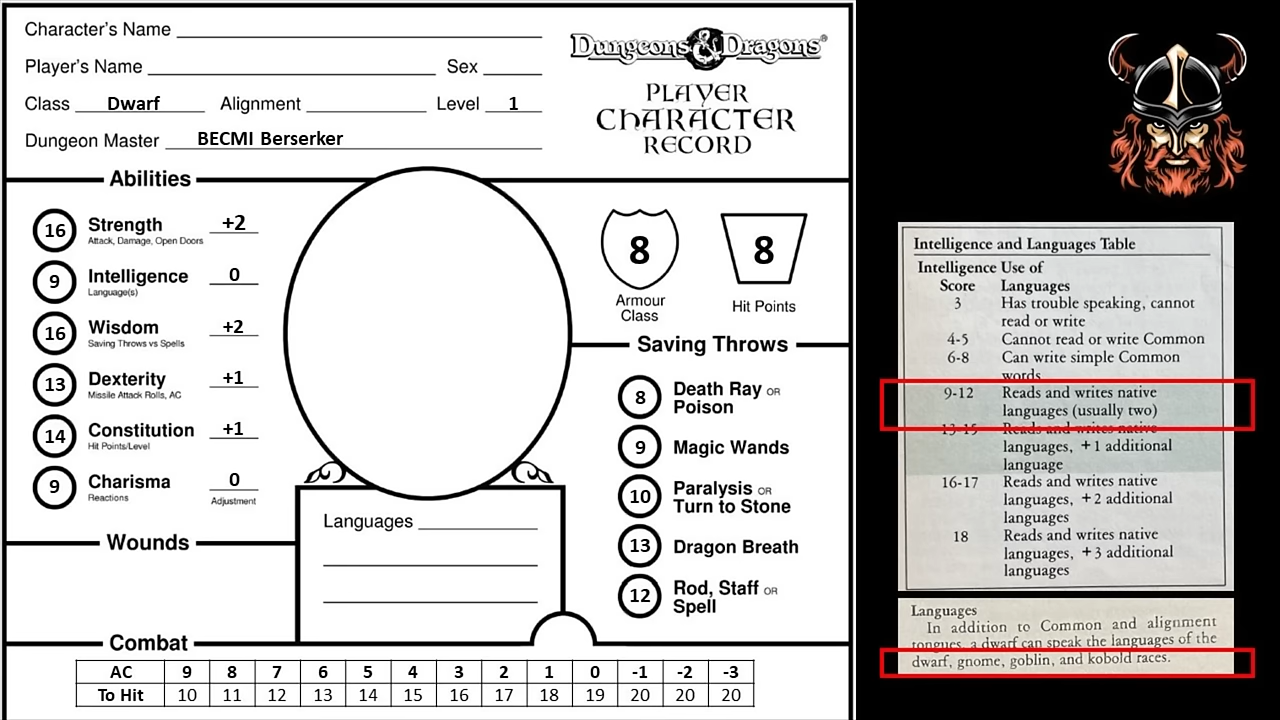 Character's Name
Player's Name Sex
Class Dwarf Alignment Level 1
Dungeon Master BECMI Berserker
Dungeons & Dragons®
PLAYER
CHARACTER
RECORD
Abilities
16 Strength +2
Attack, Damage, Open Doors
9 Intelligence 0
Language(s)
16 Wisdom +2
Saving Throws vs Spells
13 Dexterity +1
Missile Attack Rolls, AC
14 Constitution +1
Hit Points/Level
9 Charisma 0
Reactions Adjustment
8
Armour
Class
8
Hit Points
Saving Throws
8 Death Ray OR
Poison
9 Magic Wands
10 Paralysis OR
Turn to Stone
13 Dragon Breath
12 Rod, Staff OR
Spell
Wounds
Languages
Combat
AC 9 8 7 6 5 4 3 2 1 0 -1 -2 -3
To Hit 10 11 12 13 14 15 16 17 18 19 20 20 20
Intelligence and Languages Table
Intelligence Use of
Score Languages
3 Has trouble speaking, cannot
read or write
4-5 Cannot read or write Common
6-8 Can write simple Common
words
9-12 Reads and writes native
languages (usually two)
13-15 Reads and writes native
languages, +1 additional
language
16-17 Reads and writes native
languages, +2 additional
languages
18 Reads and writes native
languages, +3 additional
languages
Languages
In addition to Common and alignment
tongues, a dwarf can speak the languages of the
dwarf, gnome, goblin, and kobold races.